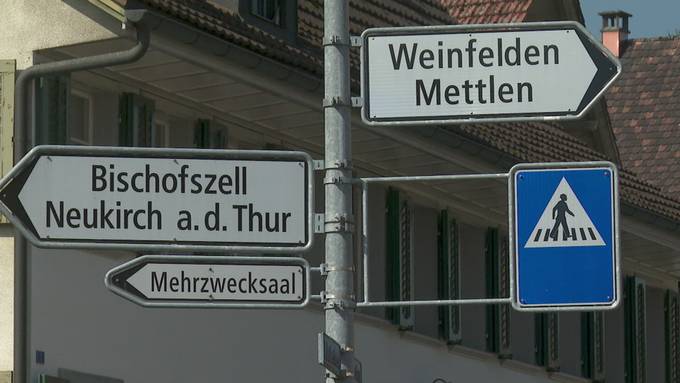 Weinfelden
Mettlen
Bischofszell
Neukirch a. d. Thur
Mehrzwecksaal